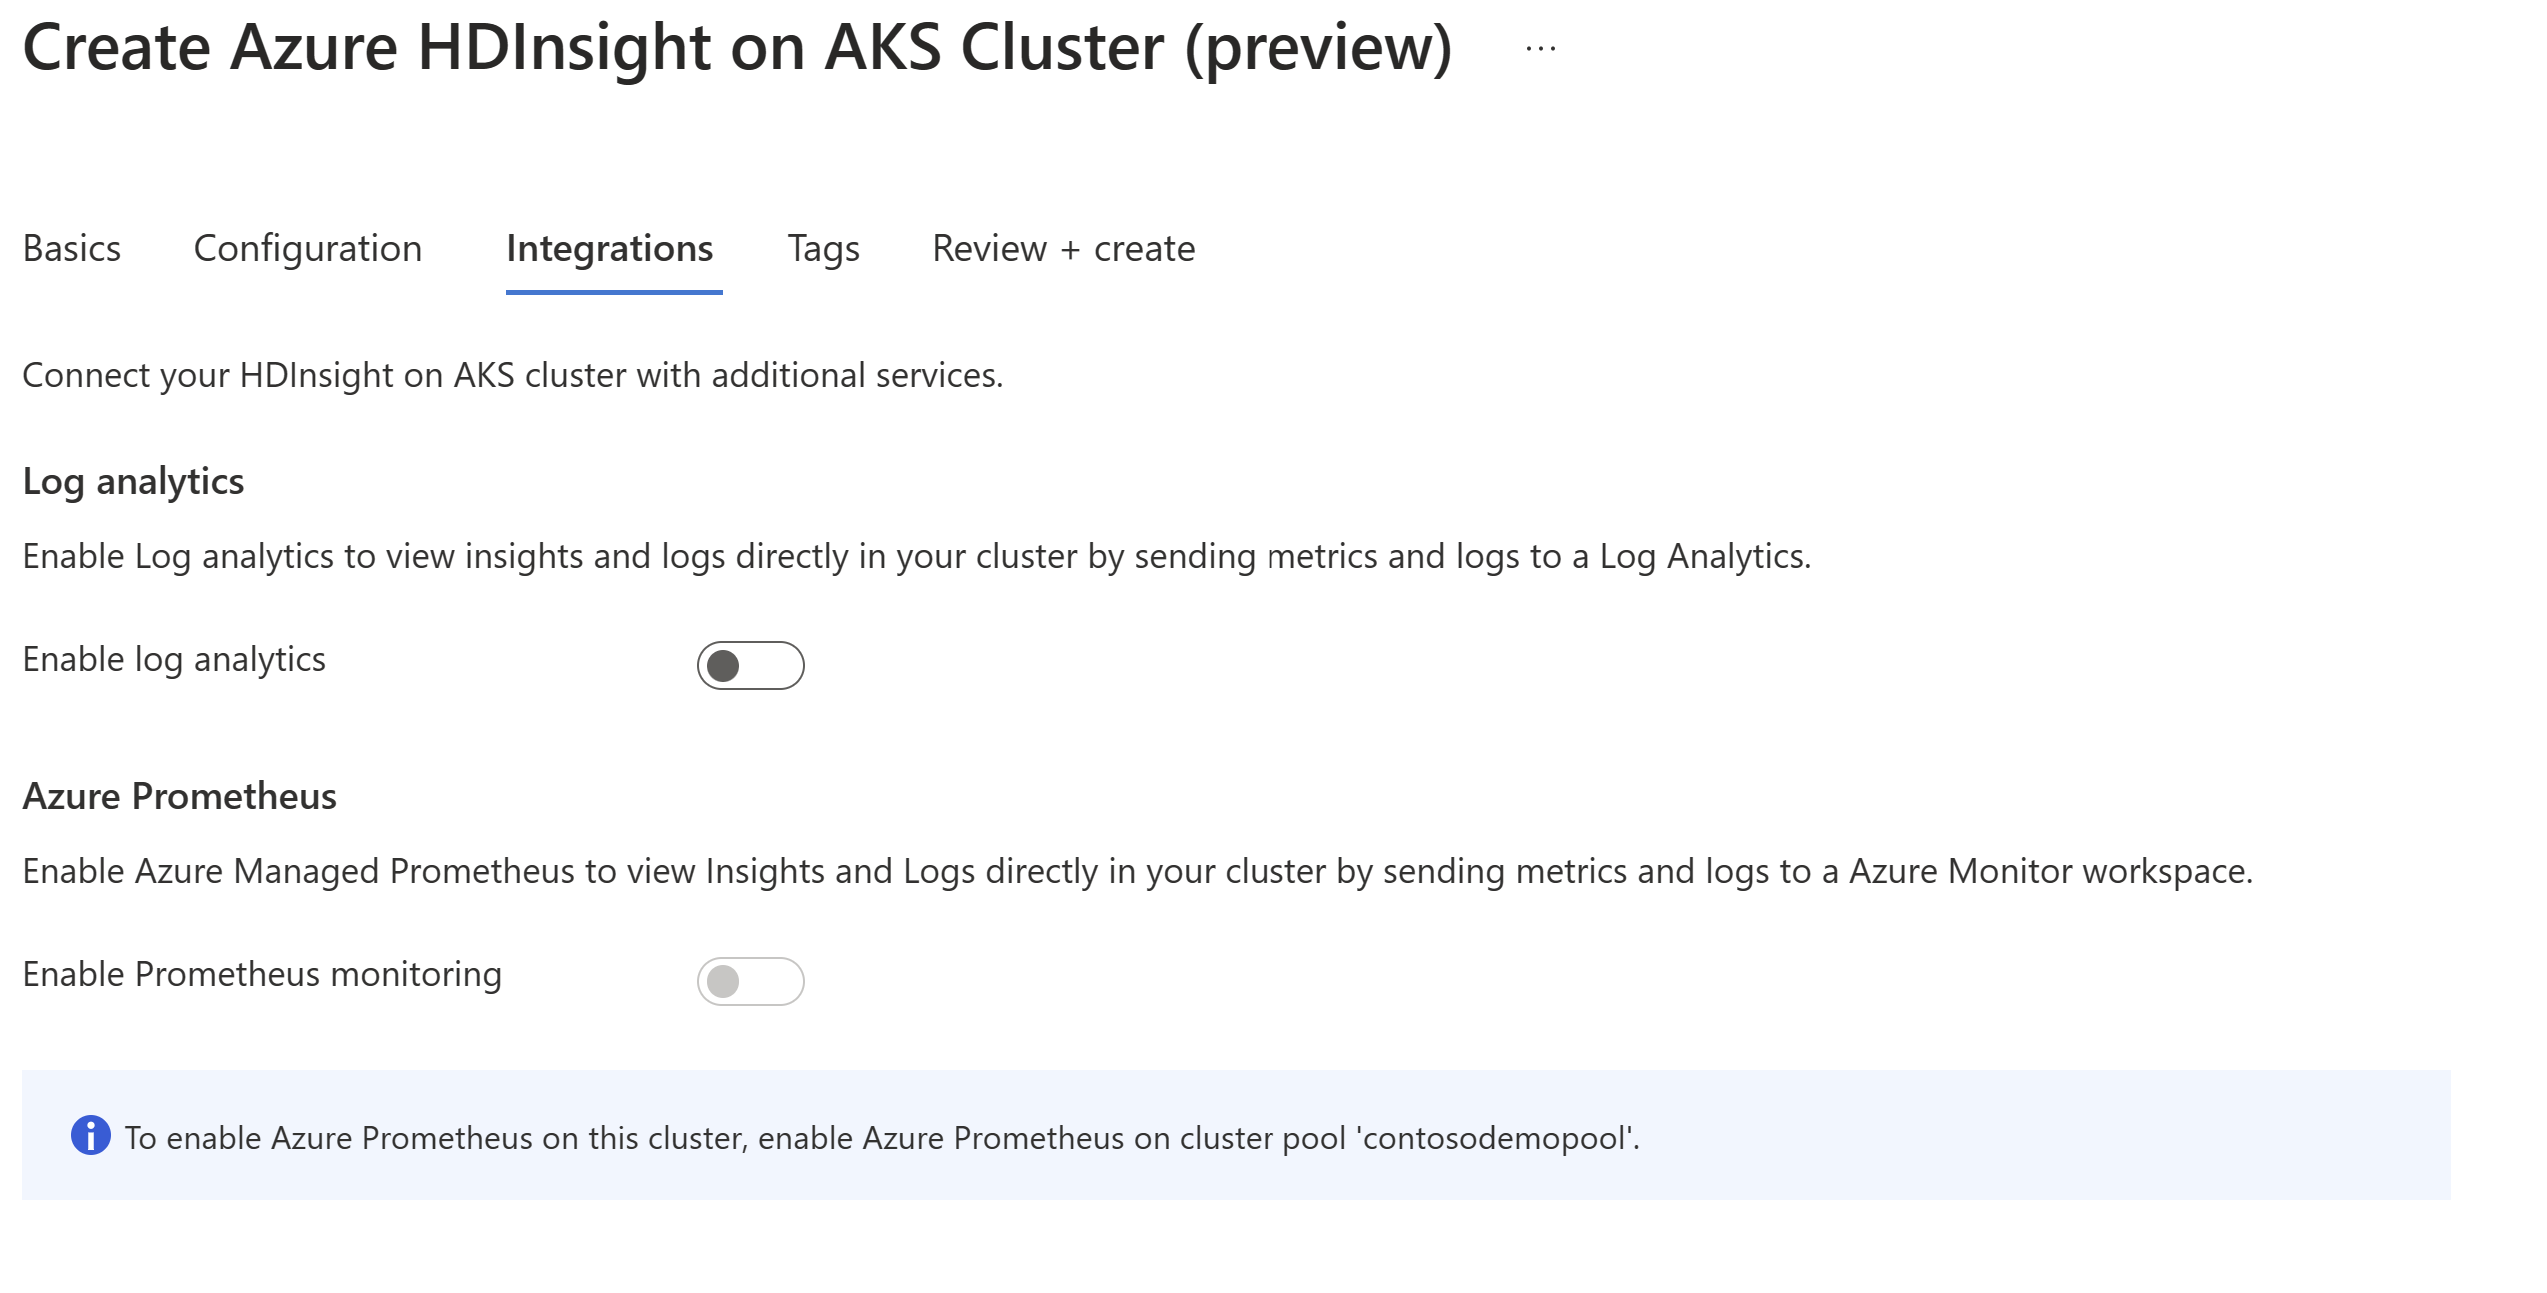 Create Azure HDInsight on AKS Cluster (preview) ...
Basics Configuration Integrations Tags Review + create
Connect your HDInsight on AKS cluster with additional services.
Log analytics
Enable Log analytics to view insights and logs directly in your cluster by sending metrics and logs to a Log Analytics.
Enable log analytics
Azure Prometheus
Enable Azure Managed Prometheus to view Insights and Logs directly in your cluster by sending metrics and logs to a Azure Monitor workspace.
Enable Prometheus monitoring
To enable Azure Prometheus on this cluster, enable Azure Prometheus on cluster pool 'contosodemopool'.